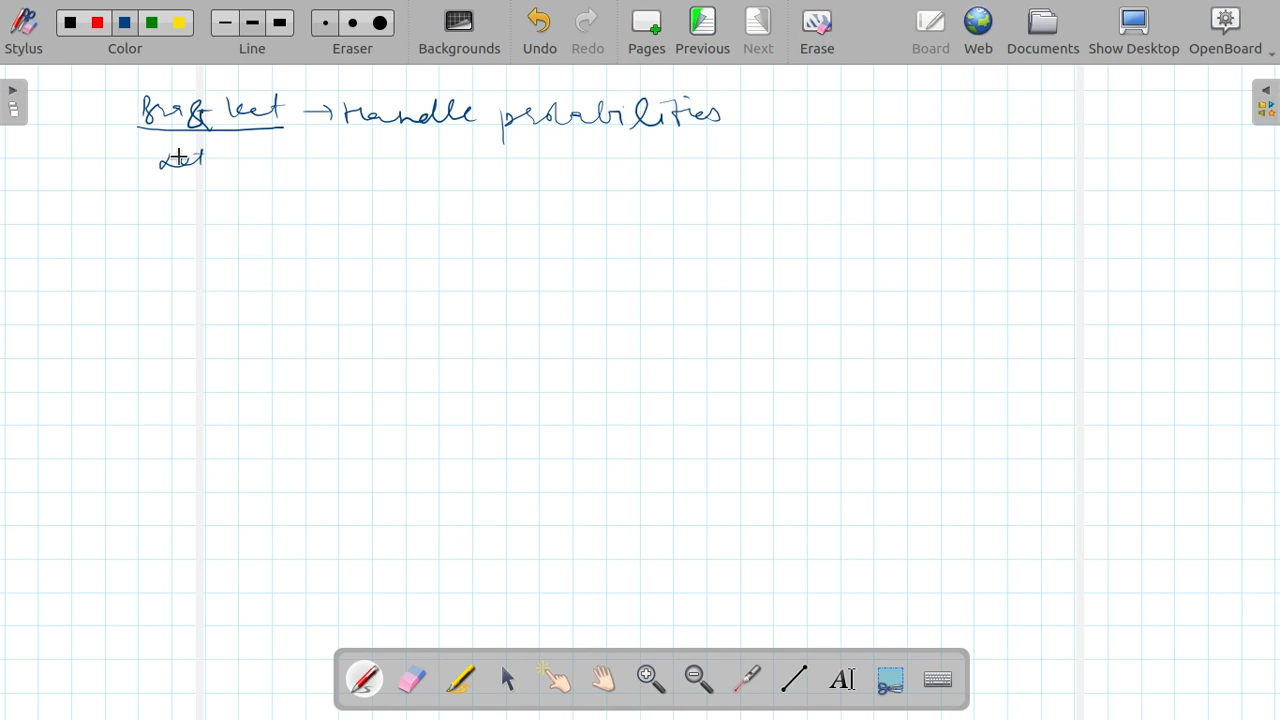 Stylus Color Line Eraser Backgrounds Undo Redo Pages Previous Next Erase Board Web Documents Show Desktop OpenBoard
Bra & ket → Handle probabilities
Let
A